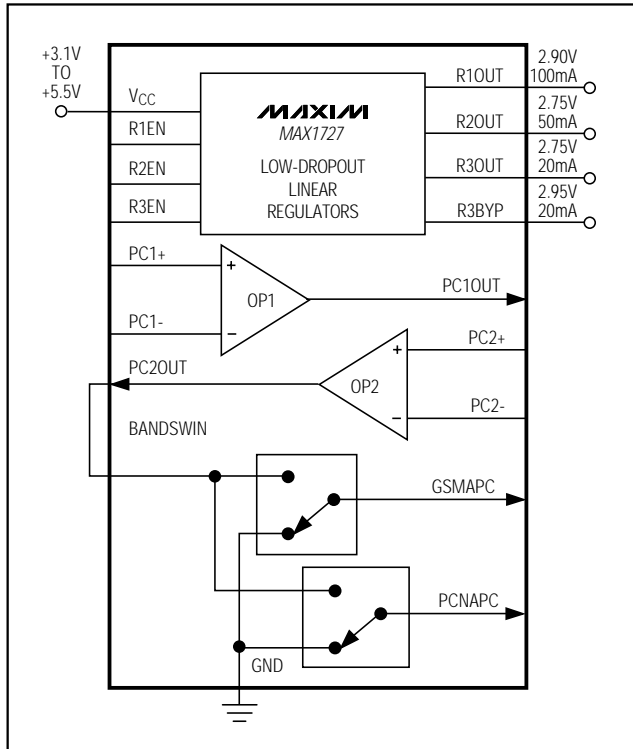 +3.1V
TO
+5.5V
VCC
R1EN
R2EN
R3EN
MAXIM
MAX1727
LOW-DROPOUT
LINEAR
REGULATORS
R1OUT
2.90V
100mA
R2OUT
2.75V
50mA
R3OUT
2.75V
20mA
R3BYP
2.95V
20mA
PC1+
PC1-
+
OP1
−
PC1OUT
PC2OUT
OP2
+
−
PC2+
PC2-
BANDSWIN
GSMAPC
PCNAPC
GND